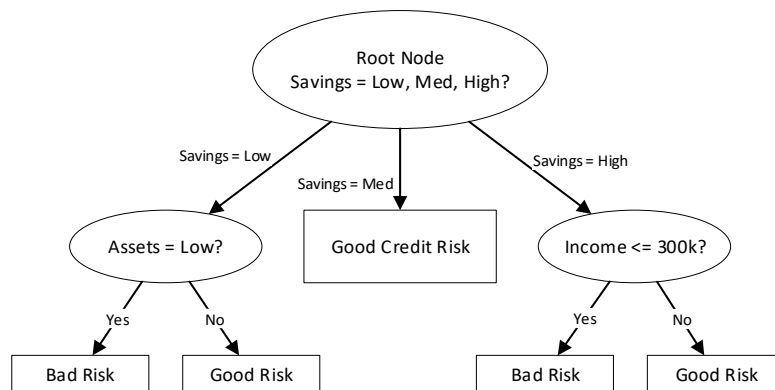 Root Node
Savings = Low, Med, High?
Savings = Low
Savings = Med
Savings = High
Assets = Low?
Good Credit Risk
Income <= 300k?
Yes
No
Yes
No
Bad Risk
Good Risk
Bad Risk
Good Risk